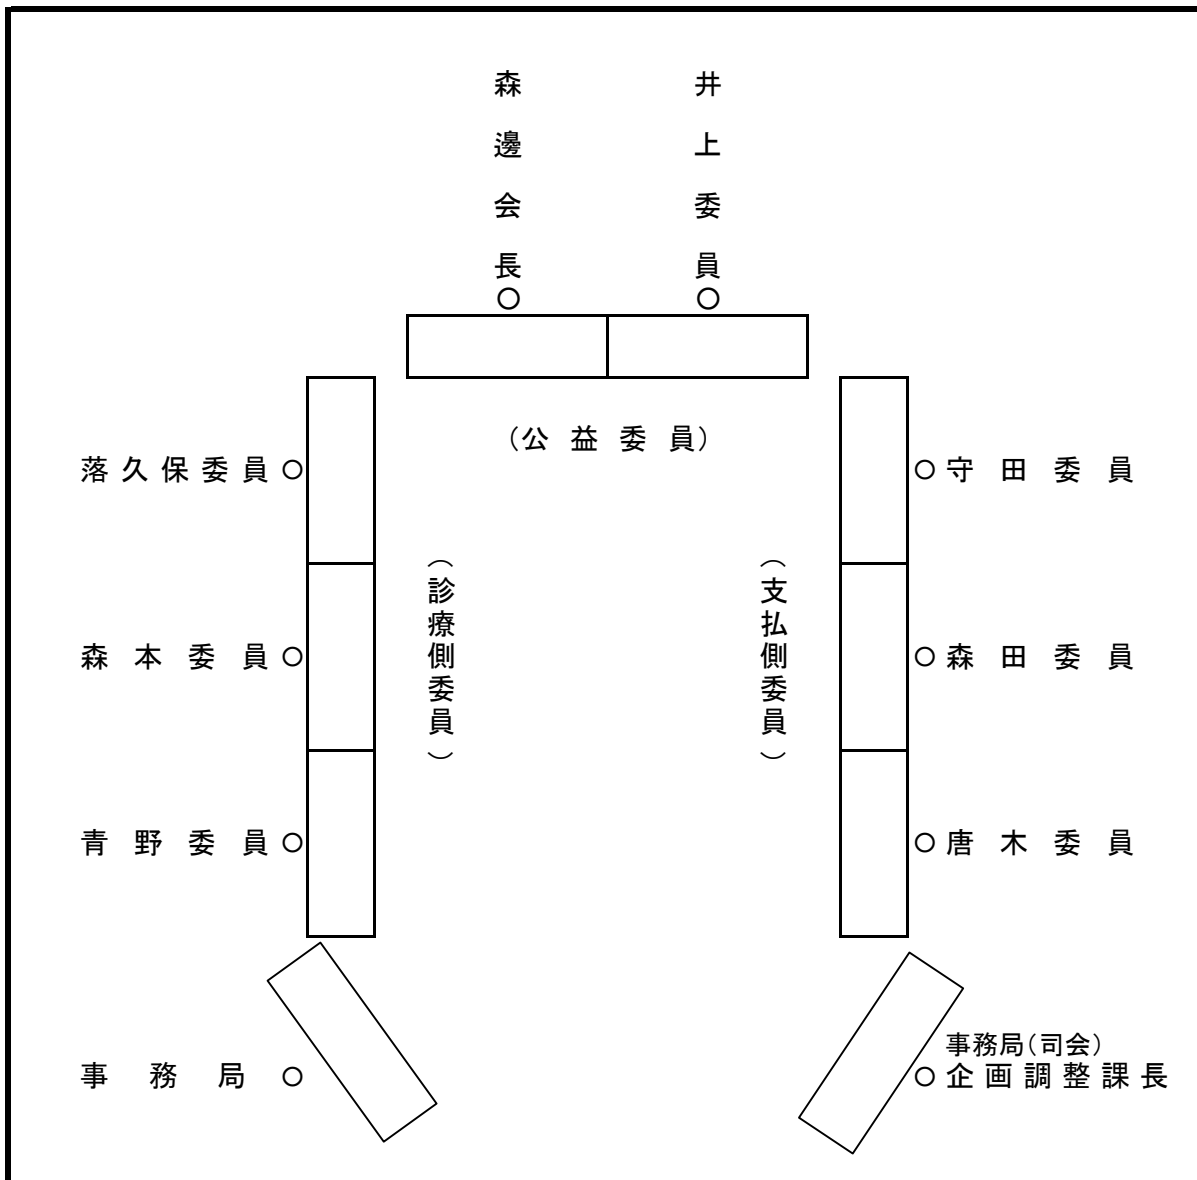 森邊会長
井上委員
○ ○
（公益委員）
落久保委員○
○守田委員
（診療側委員）
（支払側委員）
森本委員○
○森田委員
青野委員○
○唐木委員
事務局（司会）
事務局 ○
○企画調整課長